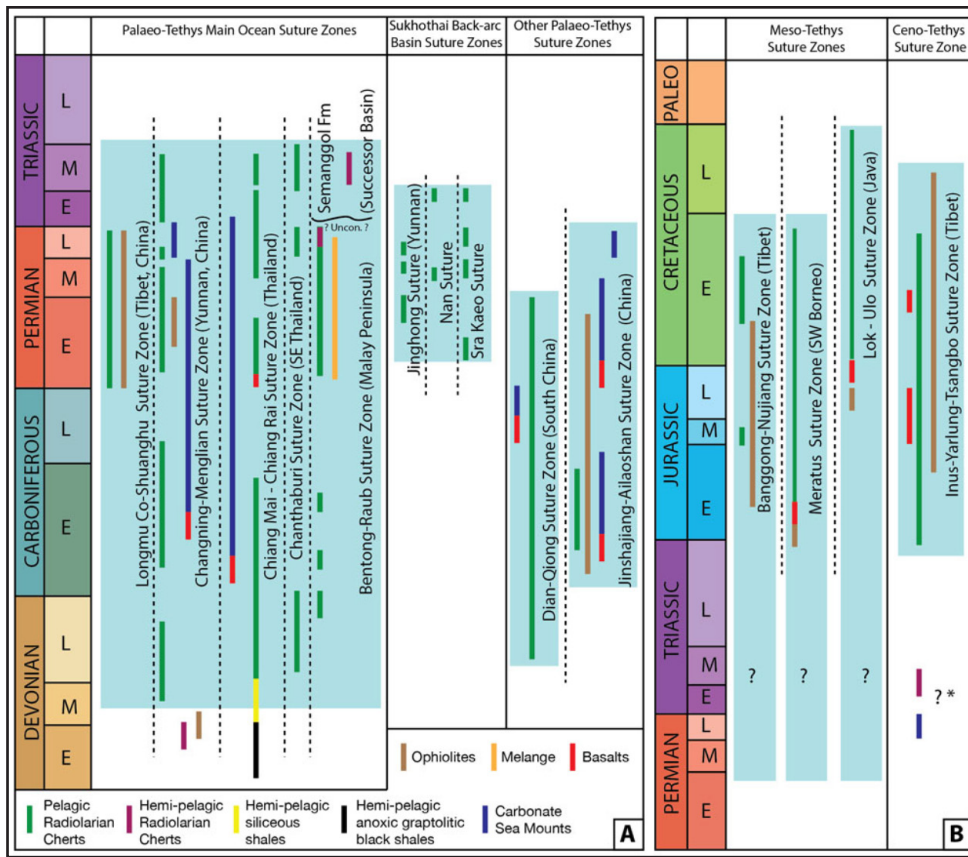 Palaeo-Tethys Main Ocean Suture Zones
Sukhothai Back-arc
Basin Suture Zones
Other Palaeo-Tethys
Suture Zones
TRIASSIC
L
M
E
PERMIAN
L
M
E
CARBONIFEROUS
L
E
DEVONIAN
L
M
E
Longmu Co-Shuanghu Suture Zone (Tibet, China)
Changning-Menglian Suture Zone (Yunnan, China)
Chiang Mai - Chiang Rai Suture Zone (Thailand)
Chanthaburi Suture Zone (SE Thailand)
Semanggol Fm
(Successor Basin)
? Uncon. ?
Bentong-Raub Suture Zone (Malay Peninsula)
Jinghong Suture (Yunnan)
Nan Suture
Sra Kaeo Suture
Dian-Qiong Suture Zone (South China)
Jinshajiang-Ailaoshan Suture Zone (China)
Ophiolites
Melange
Basalts
Pelagic
Radiolarian
Cherts
Hemi-pelagic
Radiolarian
Cherts
Hemi-pelagic
siliceous
shales
Hemi-pelagic
anoxic graptolitic
black shales
Carbonate
Sea Mounts
A
Meso-Tethys
Suture Zones
Ceno-Tethys
Suture Zone
PALEO
CRETACEOUS
L
E
JURASSIC
L
M
E
TRIASSIC
L
M
E
PERMIAN
L
M
E
Banggong-Nujiang Suture Zone (Tibet)
Meratus Suture Zone (SW Borneo)
Lok - Ulo Suture Zone (Java)
Inus-Yarlung-Tsangbo Suture Zone (Tibet)
?
?
?
? *
B